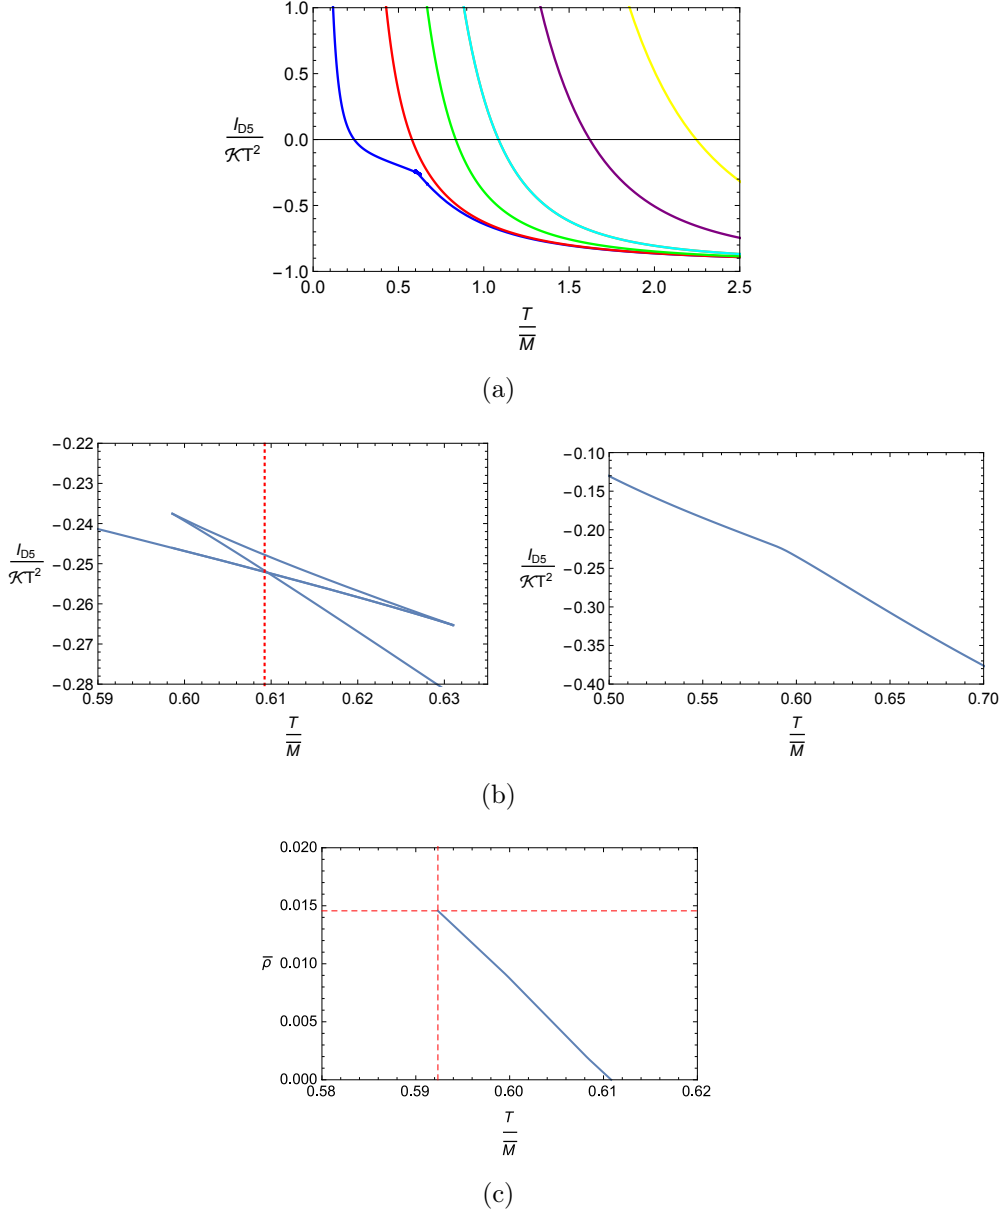 1.0
0.5
0.0
−0.5
−1.0
I_D5
𝒦T²
0.0 0.5 1.0 1.5 2.0 2.5
T
M̅
(a)
−0.22
−0.23
−0.24
−0.25
−0.26
−0.27
−0.28
I_D5
𝒦T²
0.59 0.60 0.61 0.62 0.63
T
M̅
−0.10
−0.15
−0.20
−0.25
−0.30
−0.35
−0.40
I_D5
𝒦T²
0.50 0.55 0.60 0.65 0.70
T
M̅
(b)
0.020
0.015
0.010
0.005
0.000
ρ̅
0.58 0.59 0.60 0.61 0.62
T
M̅
(c)